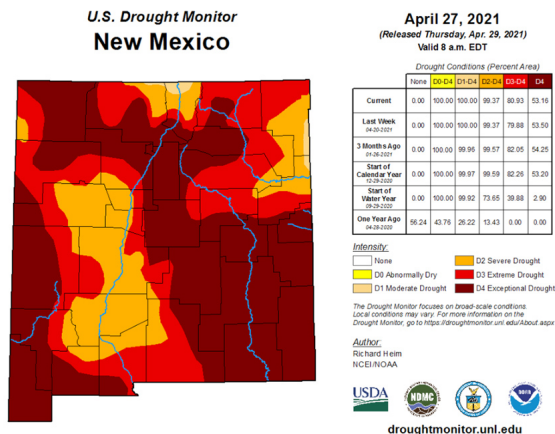 U.S. Drought Monitor
New Mexico
April 27, 2021
(Released Thursday, Apr. 29, 2021)
Valid 8 a.m. EDT
Drought Conditions (Percent Area)
None D0-D4 D1-D4 D2-D4 D3-D4 D4
Current 0.00 100.00 100.00 99.37 80.93 53.16
Last Week
04-20-2021 0.00 100.00 100.00 99.37 79.88 53.50
3 Months Ago
01-26-2021 0.00 100.00 99.96 99.57 82.05 54.25
Start of
Calendar Year
12-29-2020 0.00 100.00 99.97 99.59 82.26 53.20
Start of
Water Year
09-29-2020 0.00 100.00 99.92 73.65 39.88 2.90
One Year Ago
04-28-2020 56.24 43.76 26.22 13.43 0.00 0.00
Intensity:
None
D0 Abnormally Dry
D1 Moderate Drought
D2 Severe Drought
D3 Extreme Drought
D4 Exceptional Drought
The Drought Monitor focuses on broad-scale conditions.
Local conditions may vary. For more information on the
Drought Monitor, go to https://droughtmonitor.unl.edu/About.aspx
Author:
Richard Heim
NCEI/NOAA
USDA
NDMC
NOAA
droughtmonitor.unl.edu